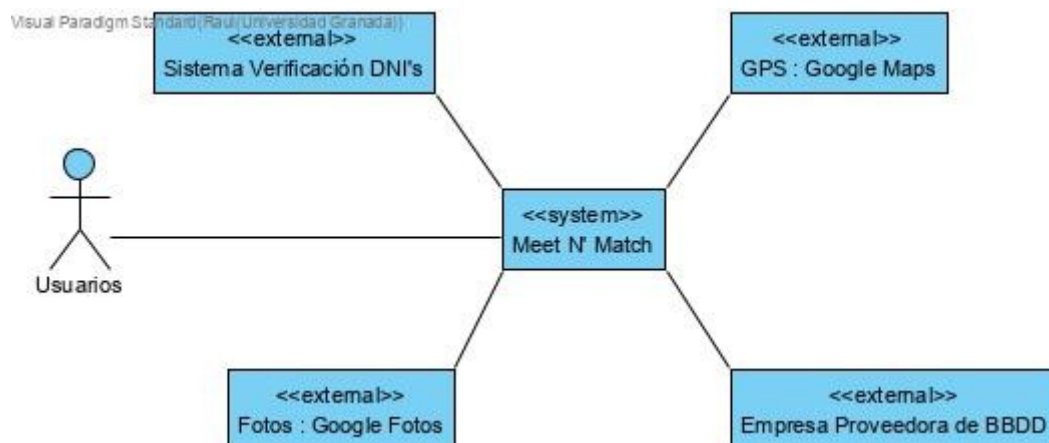 Visual Paradigm Standard(Raul(Universidad Granada))
<<external>>
Sistema Verificación DNI's
<<external>>
GPS : Google Maps
<<system>>
Meet N' Match
Usuarios
<<external>>
Fotos : Google Fotos
<<external>>
Empresa Proveedora de BBDD